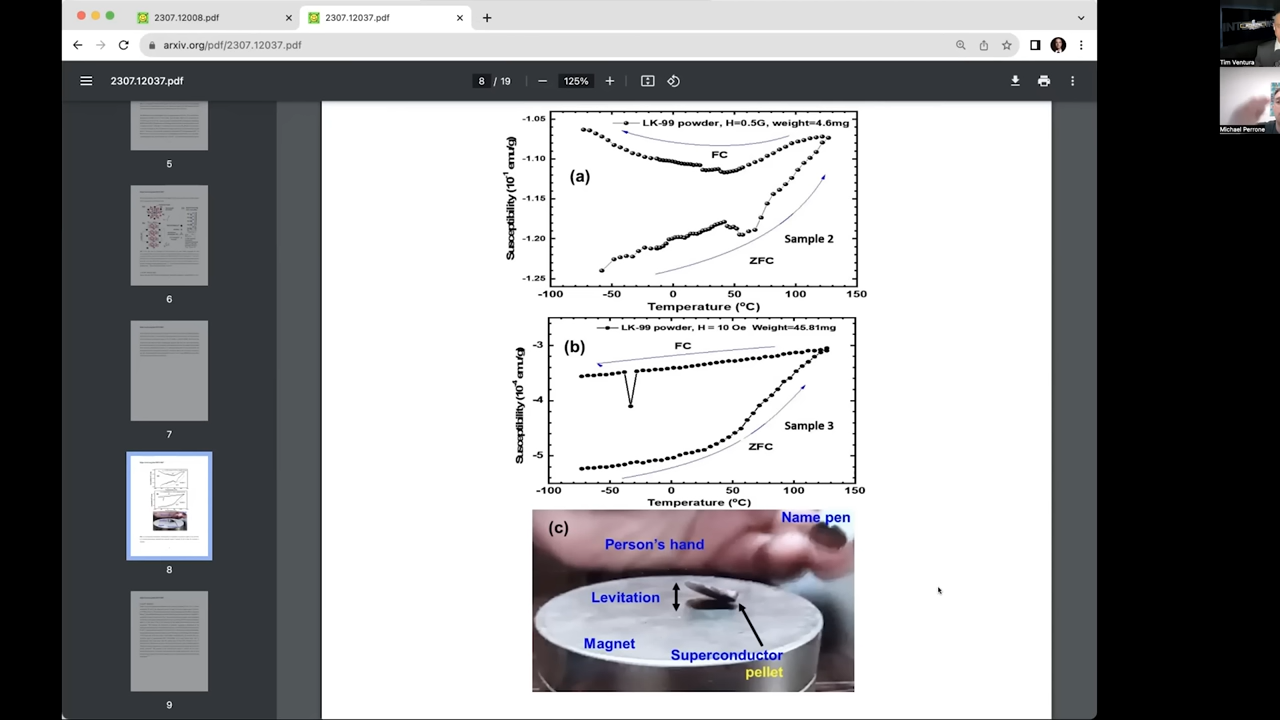 2307.12008.pdf
2307.12037.pdf
arxiv.org/pdf/2307.12037.pdf
2307.12037.pdf
8 / 19
125%
5
6
7
8
9
-1.05
-1.10
-1.15
-1.20
-1.25
Susceptibility (10⁻¹ emu/g)
LK-99 powder, H=0.5G, weight=4.6mg
FC
(a)
Sample 2
ZFC
-100
-50
0
50
100
150
Temperature (°C)
-3
-4
-5
Susceptibility (10⁻⁴ emu/g)
LK-99 powder, H = 10 Oe Weight=45.81mg
FC
(b)
Sample 3
ZFC
-100
-50
0
50
100
150
Temperature (°C)
(c)
Name pen
Person's hand
Levitation
Magnet
Superconductor
pellet
Tim Ventura
Michael Perrone